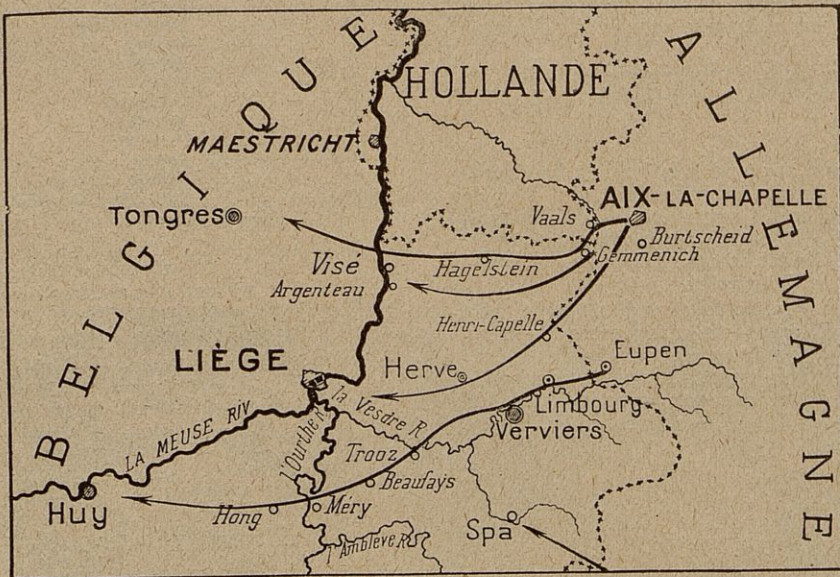 BELGIQUE
HOLLANDE
ALLEMAGNE
MAESTRICHT
AIX-LA-CHAPELLE
Tongres
Vaals
Burtscheid
Gemmenich
Visé
Hagelstein
Argenteau
Henri-Capelle
LIÈGE
Herve
Eupen
la Vesdre R
Limbourg
Verviers
LA MEUSE RIV
l'Ourthe R
Trooz
Beaufays
Huy
Hong
Méry
Spa
l'Amblève R